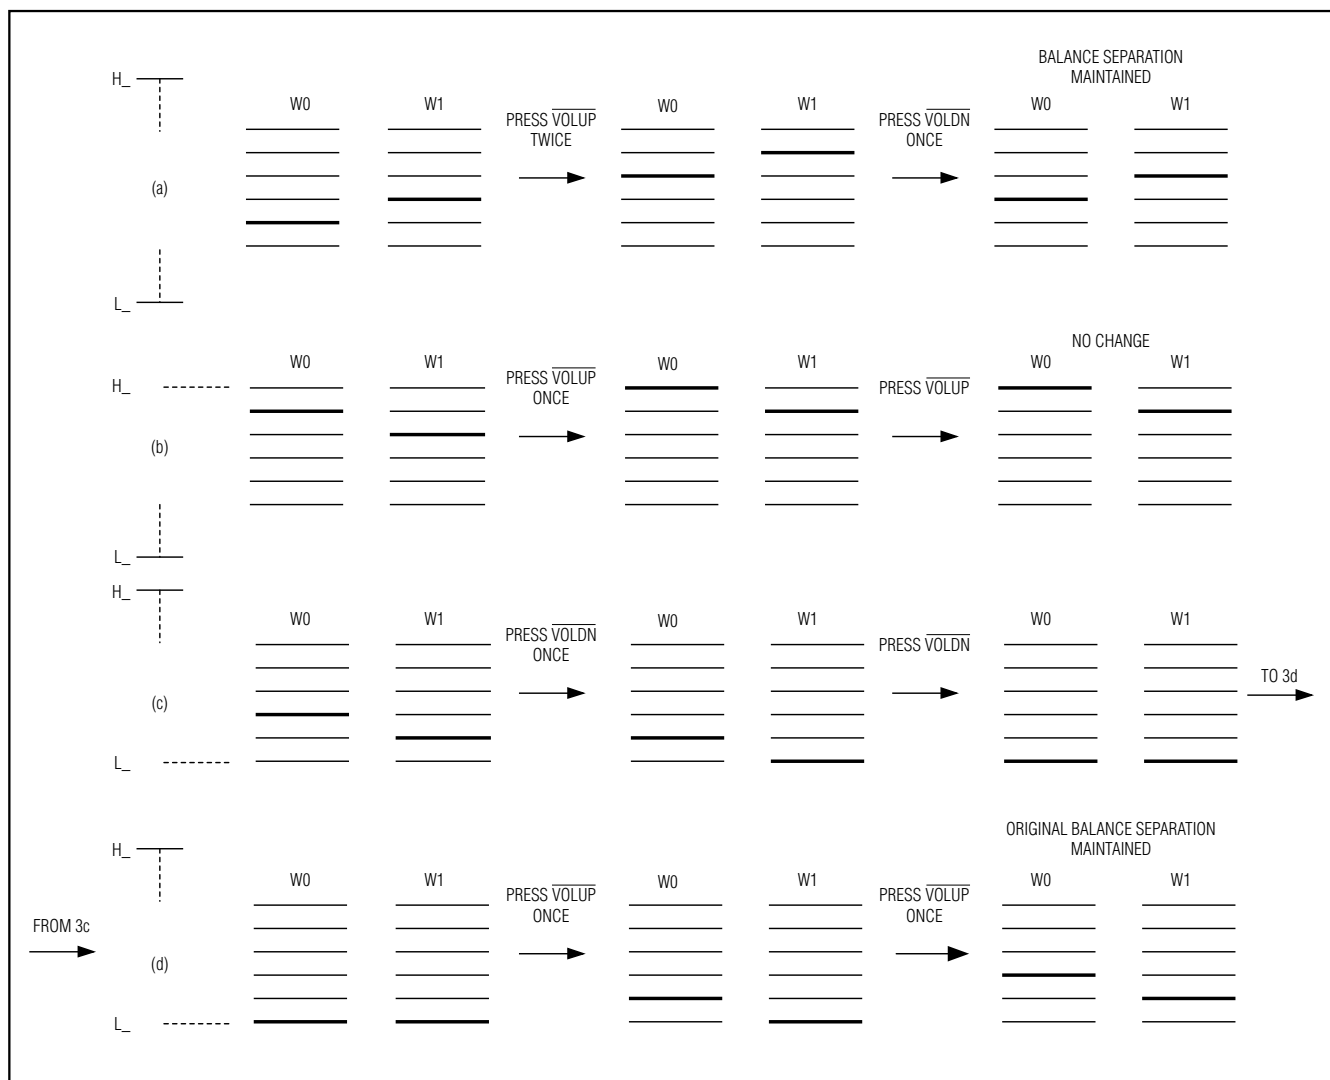 BALANCE SEPARATION
MAINTAINED
H_
W0 W1 PRESS VOLUP TWICE W0 W1 PRESS VOLDN ONCE W0 W1
(a)
L_
NO CHANGE
W0 W1 PRESS VOLUP ONCE W0 W1 PRESS VOLUP W0 W1
H_
(b)
L_
H_
W0 W1 PRESS VOLDN ONCE W0 W1 PRESS VOLDN W0 W1
TO 3d
(c)
L_
ORIGINAL BALANCE SEPARATION
MAINTAINED
H_
W0 W1 PRESS VOLUP ONCE W0 W1 PRESS VOLUP ONCE W0 W1
FROM 3c
(d)
L_